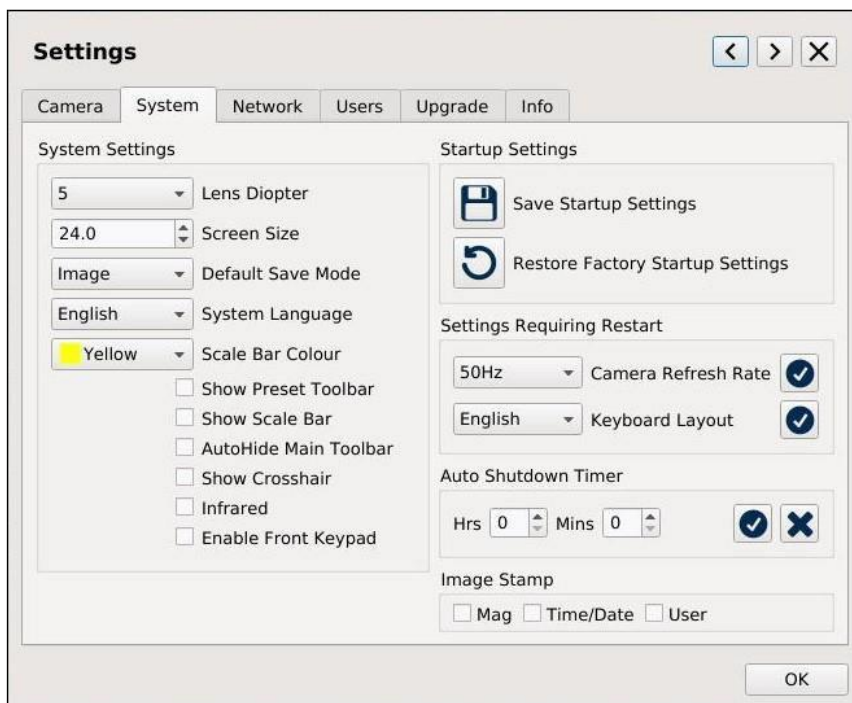 Settings
Camera System Network Users Upgrade Info
System Settings
5 Lens Diopter
24.0 Screen Size
Image Default Save Mode
English System Language
Yellow Scale Bar Colour
Show Preset Toolbar
Show Scale Bar
AutoHide Main Toolbar
Show Crosshair
Infrared
Enable Front Keypad
Startup Settings
Save Startup Settings
Restore Factory Startup Settings
Settings Requiring Restart
50Hz Camera Refresh Rate
English Keyboard Layout
Auto Shutdown Timer
Hrs 0 Mins 0
Image Stamp
Mag Time/Date User
OK